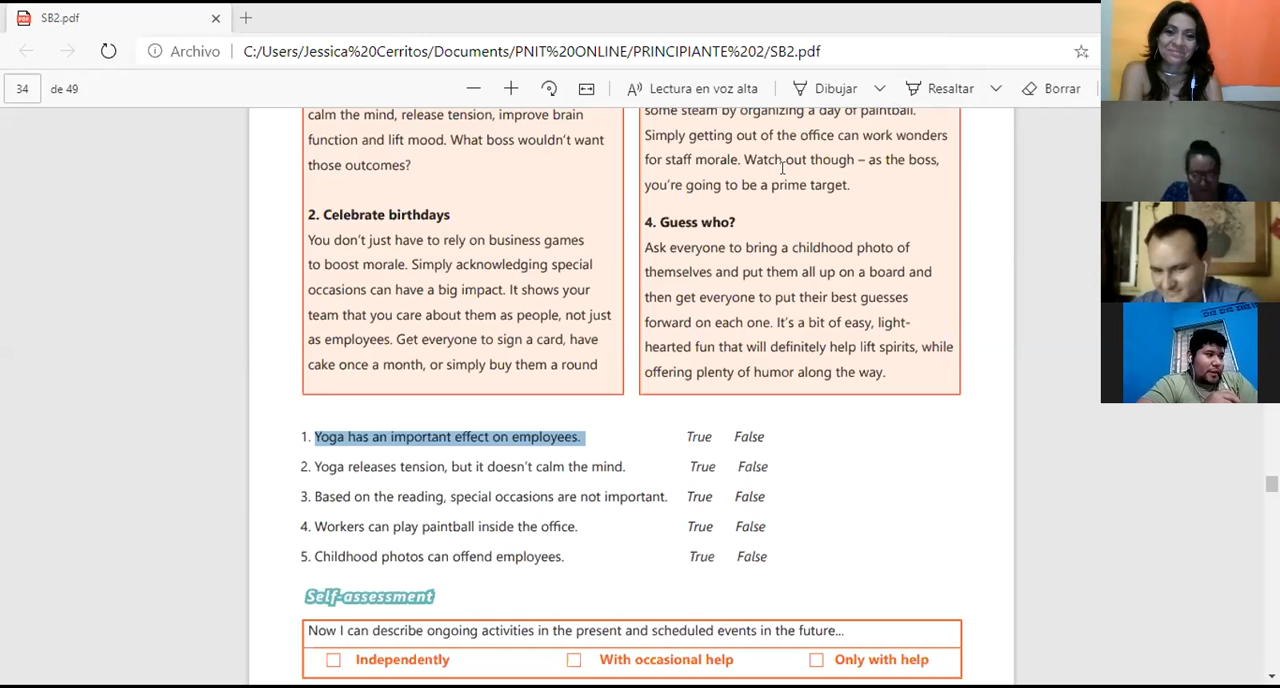 SB2.pdf
Archivo
C:/Users/Jessica%20Cerritos/Documents/PNIT%20ONLINE/PRINCIPIANTE%202/SB2.pdf
34 de 49
Lectura en voz alta
Dibujar
Resaltar
Borrar
calm the mind, release tension, improve brain
function and lift mood. What boss wouldn't want
those outcomes?
2. Celebrate birthdays
You don't just have to rely on business games
to boost morale. Simply acknowledging special
occasions can have a big impact. It shows your
team that you care about them as people, not just
as employees. Get everyone to sign a card, have
cake once a month, or simply buy them a round
some steam by organizing a day of paintball.
Simply getting out of the office can work wonders
for staff morale. Watch out though – as the boss,
you're going to be a prime target.
4. Guess who?
Ask everyone to bring a childhood photo of
themselves and put them all up on a board and
then get everyone to put their best guesses
forward on each one. It's a bit of easy, light-
hearted fun that will definitely help lift spirits, while
offering plenty of humor along the way.
1. Yoga has an important effect on employees. True False
2. Yoga releases tension, but it doesn't calm the mind. True False
3. Based on the reading, special occasions are not important. True False
4. Workers can play paintball inside the office. True False
5. Childhood photos can offend employees. True False
Self-assessment
Now I can describe ongoing activities in the present and scheduled events in the future...
Independently
With occasional help
Only with help